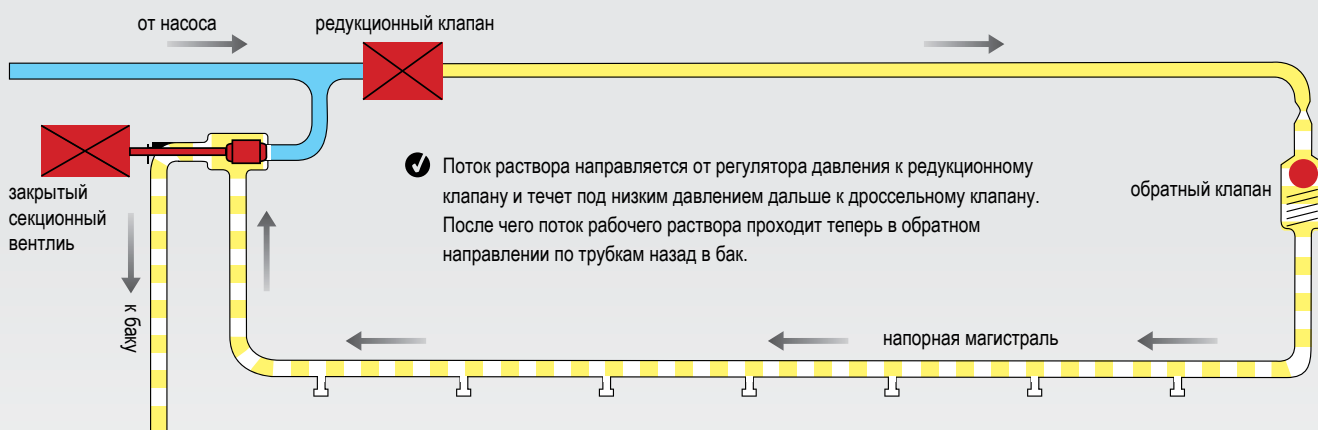 от насоса
редукционный клапан
закрытый
секционный
вентлиь
к баку
Поток раствора направляется от регулятора давления к редукционному
клапану и течет под низким давлением дальше к дроссельному клапану.
После чего поток рабочего раствора проходит теперь в обратном
направлении по трубкам назад в бак.
обратный клапан
напорная магистраль